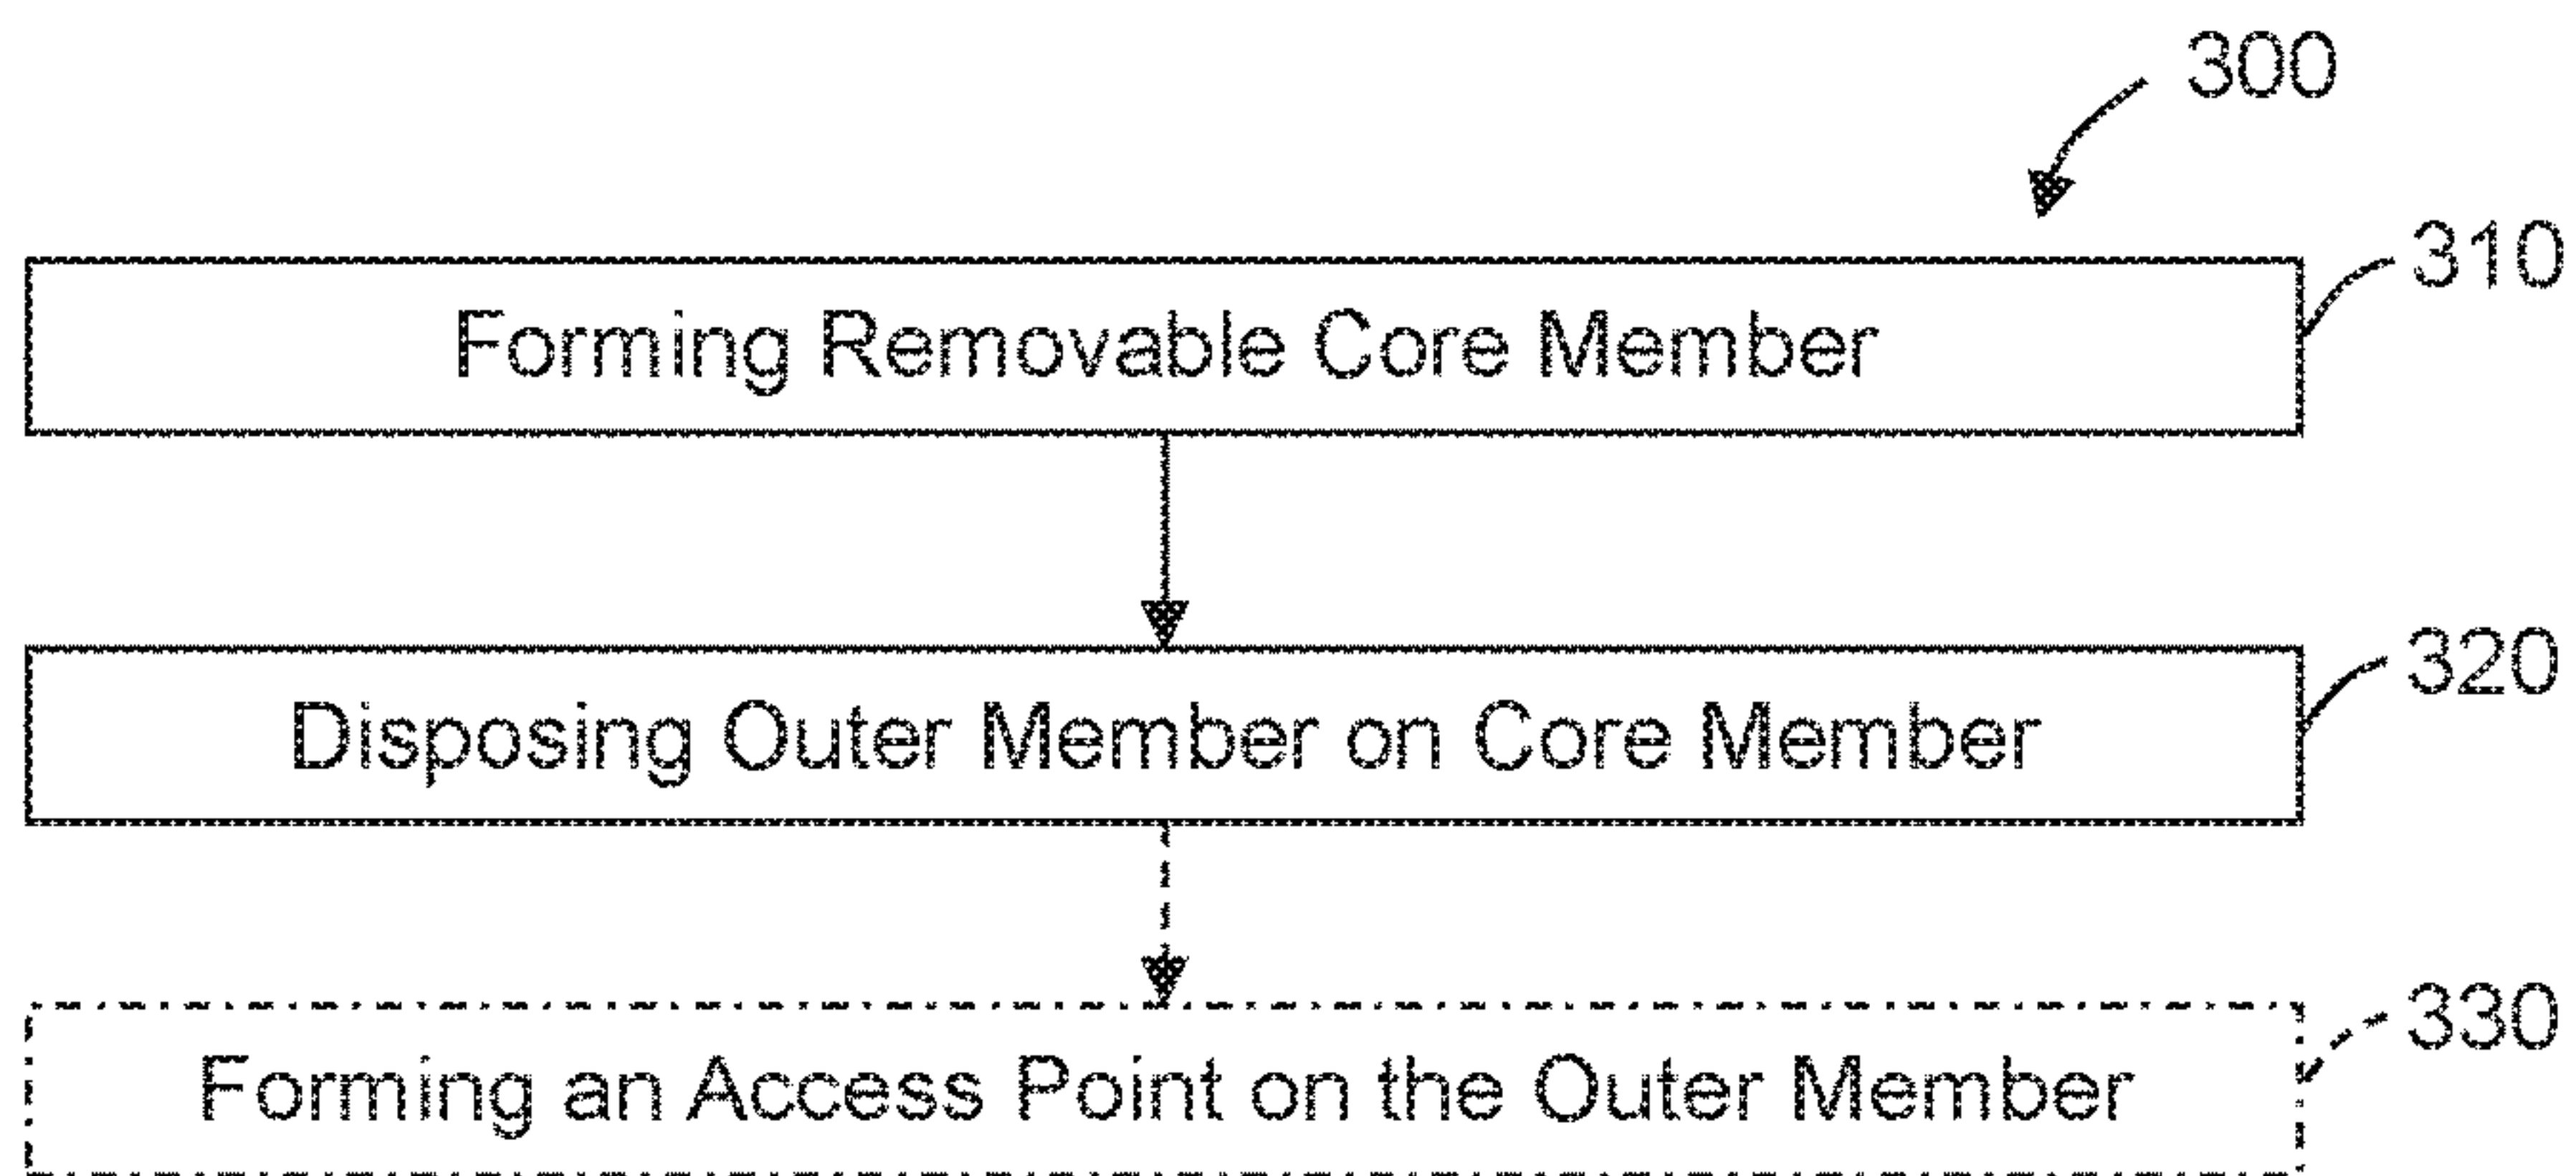 300
310
Forming Removable Core Member
320
Disposing Outer Member on Core Member
330
Forming an Access Point on the Outer Member